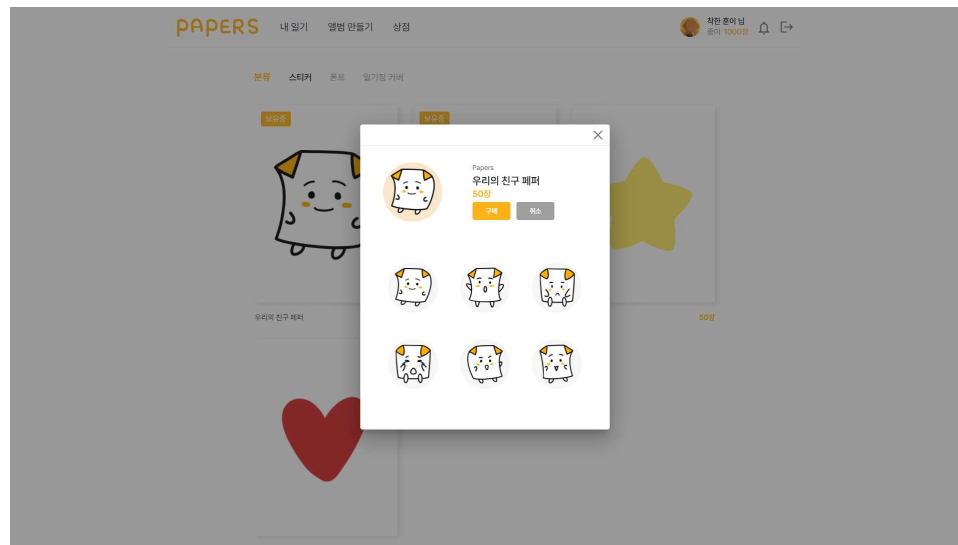 PAPERS
내 일기
앨범 만들기
상점
착한 훈이 님
종이 1000장
분류
스티커
폰트
일기장 커버
보유중
보유중
Papers
우리의 친구 페퍼
50장
구매
취소
우리의 친구 페퍼
50장